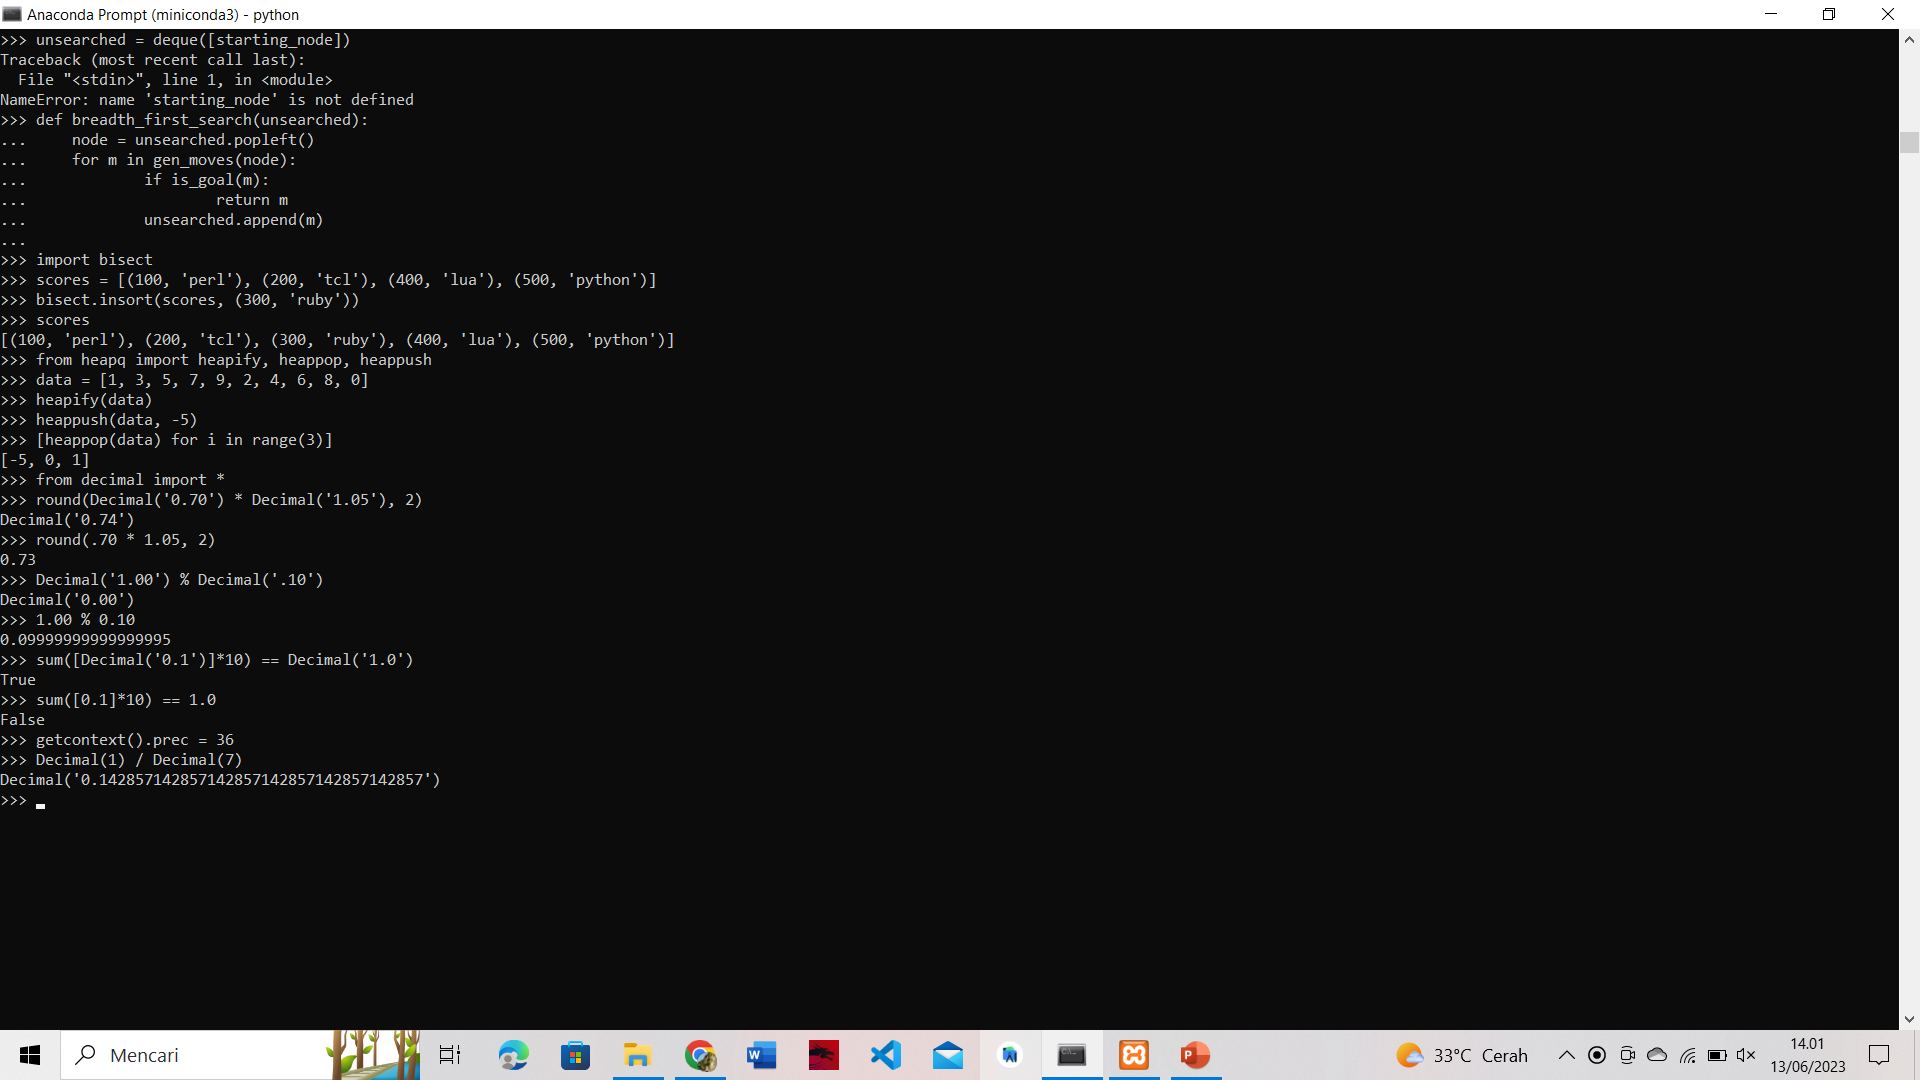 Anaconda Prompt (miniconda3) - python
>>> unsearched = deque([starting_node])
Traceback (most recent call last):
  File "<stdin>", line 1, in <module>
NameError: name 'starting_node' is not defined
>>> def breadth_first_search(unsearched):
...     node = unsearched.popleft()
...     for m in gen_moves(node):
...             if is_goal(m):
...                     return m
...             unsearched.append(m)
...
>>> import bisect
>>> scores = [(100, 'perl'), (200, 'tcl'), (400, 'lua'), (500, 'python')]
>>> bisect.insort(scores, (300, 'ruby'))
>>> scores
[(100, 'perl'), (200, 'tcl'), (300, 'ruby'), (400, 'lua'), (500, 'python')]
>>> from heapq import heapify, heappop, heappush
>>> data = [1, 3, 5, 7, 9, 2, 4, 6, 8, 0]
>>> heapify(data)
>>> heappush(data, -5)
>>> [heappop(data) for i in range(3)]
[-5, 0, 1]
>>> from decimal import *
>>> round(Decimal('0.70') * Decimal('1.05'), 2)
Decimal('0.74')
>>> round(.70 * 1.05, 2)
0.73
>>> Decimal('1.00') % Decimal('.10')
Decimal('0.00')
>>> 1.00 % 0.10
0.09999999999999995
>>> sum([Decimal('0.1')]*10) == Decimal('1.0')
True
>>> sum([0.1]*10) == 1.0
False
>>> getcontext().prec = 36
>>> Decimal(1) / Decimal(7)
Decimal('0.142857142857142857142857142857142857')
>>>
Mencari
33°C Cerah
14.01
13/06/2023